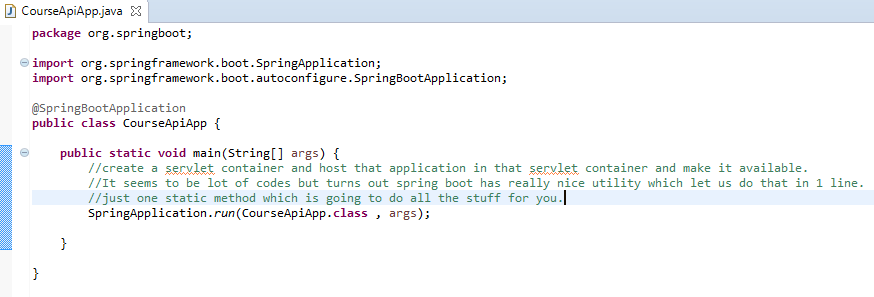 CourseApiApp.java
package org.springboot;
import org.springframework.boot.SpringApplication;
import org.springframework.boot.autoconfigure.SpringBootApplication;
@SpringBootApplication
public class CourseApiApp {
public static void main(String[] args) {
//create a servlet container and host that application in that servlet container and make it available.
//It seems to be lot of codes but turns out spring boot has really nice utility which let us do that in 1 line.
//just one static method which is going to do all the stuff for you.
SpringApplication.run(CourseApiApp.class , args);
}
}